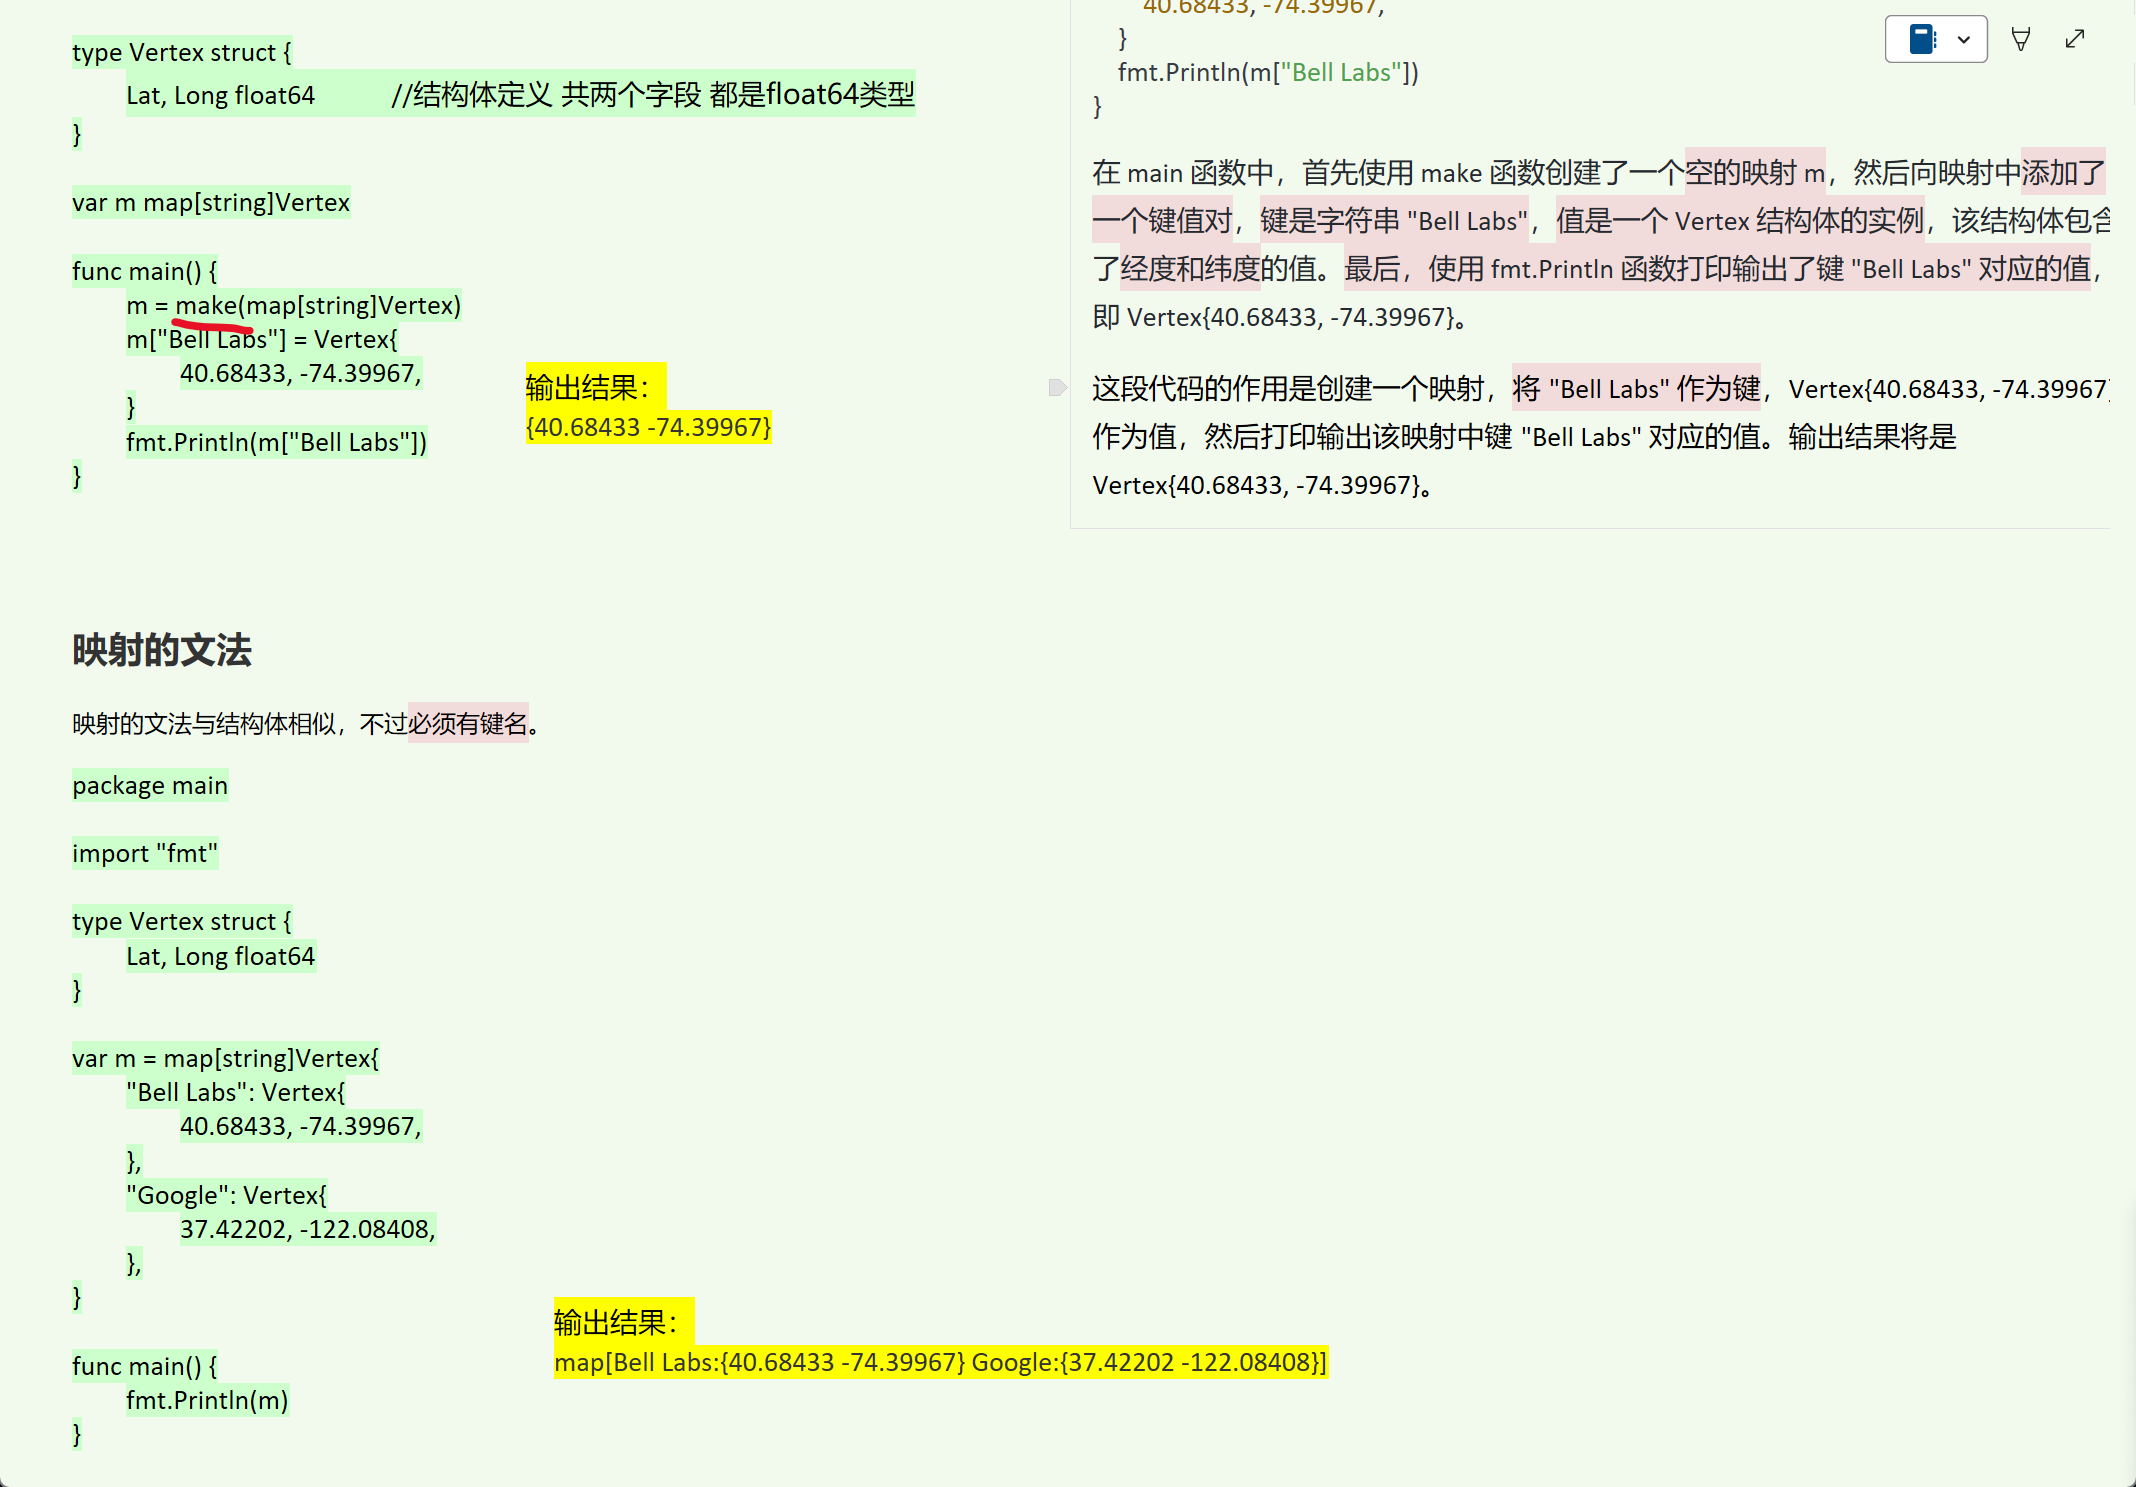 type Vertex struct {
Lat, Long float64 //结构体定义 共两个字段 都是float64类型
}
var m map[string]Vertex
func main() {
m = make(map[string]Vertex)
m["Bell Labs"] = Vertex{
40.68433, -74.39967,
}
fmt.Println(m["Bell Labs"])
}
输出结果：
{40.68433 -74.39967}
40.68433, -74.39967,
}
fmt.Println(m["Bell Labs"])
}
在 main 函数中，首先使用 make 函数创建了一个空的映射 m，然后向映射中添加了
一个键值对，键是字符串 "Bell Labs"，值是一个 Vertex 结构体的实例，该结构体包含
了经度和纬度的值。最后，使用 fmt.Println 函数打印输出了键 "Bell Labs" 对应的值，
即 Vertex{40.68433, -74.39967}。
这段代码的作用是创建一个映射，将 "Bell Labs" 作为键，Vertex{40.68433, -74.39967}
作为值，然后打印输出该映射中键 "Bell Labs" 对应的值。输出结果将是
Vertex{40.68433, -74.39967}。
映射的文法
映射的文法与结构体相似，不过必须有键名。
package main
import "fmt"
type Vertex struct {
Lat, Long float64
}
var m = map[string]Vertex{
"Bell Labs": Vertex{
40.68433, -74.39967,
},
"Google": Vertex{
37.42202, -122.08408,
},
}
func main() {
fmt.Println(m)
}
输出结果：
map[Bell Labs:{40.68433 -74.39967} Google:{37.42202 -122.08408}]